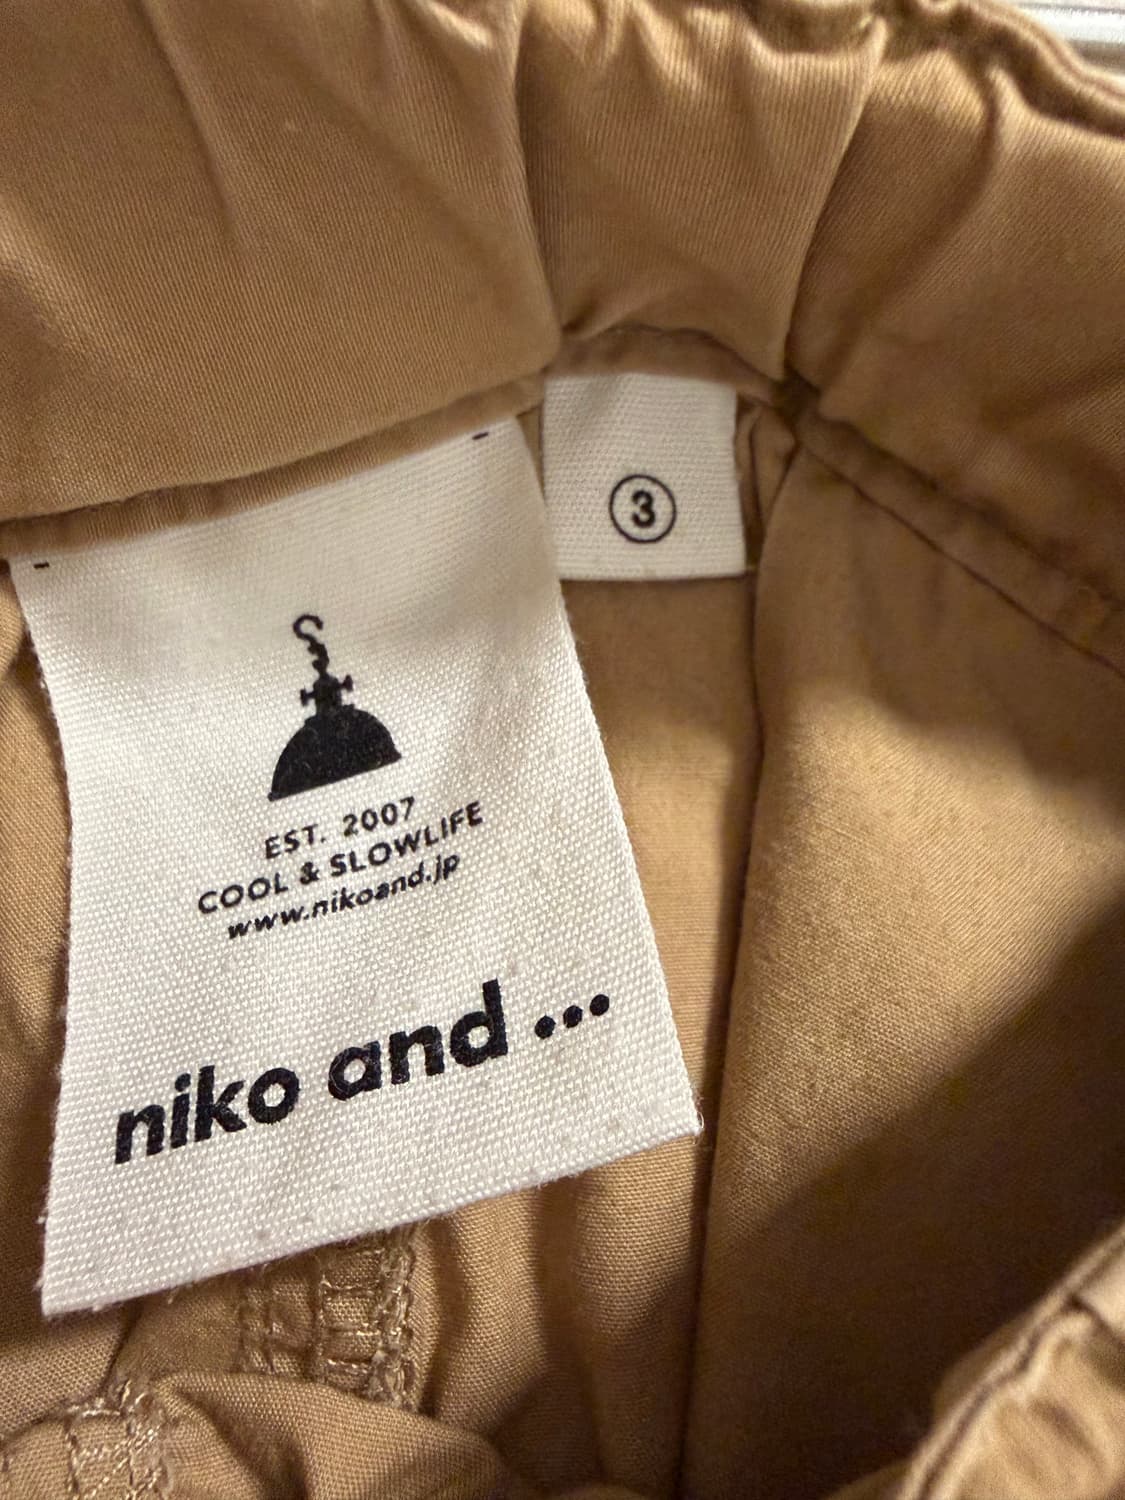 ③
EST. 2007
COOL & SLOWLIFE
www.nikoand.jp
niko and ...